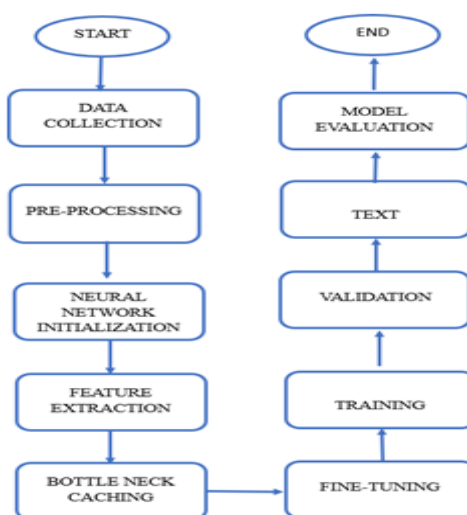 START
DATA
COLLECTION
PRE-PROCESSING
NEURAL
NETWORK
INITIALIZATION
FEATURE
EXTRACTION
BOTTLE NECK
CACHING
FINE-TUNING
TRAINING
VALIDATION
TEXT
MODEL
EVALUATION
END